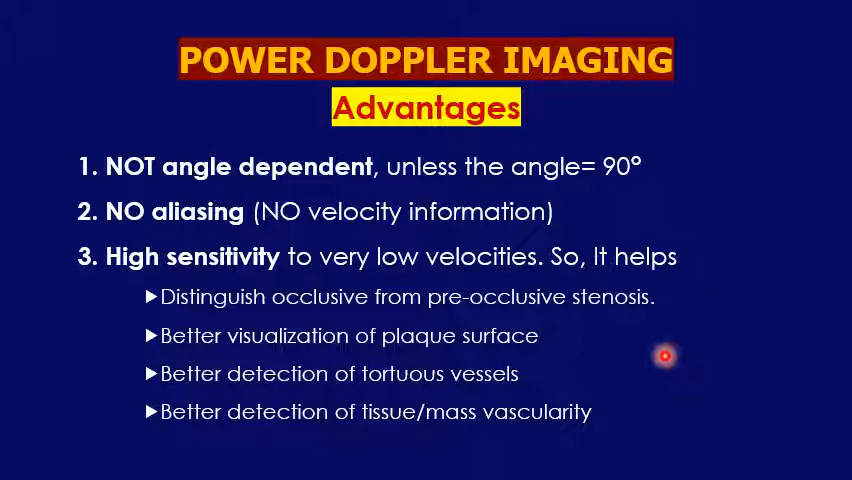 POWER DOPPLER IMAGING
Advantages
1. NOT angle dependent, unless the angle= 90°
2. NO aliasing (NO velocity information)
3. High sensitivity to very low velocities. So, It helps
▶Distinguish occlusive from pre-occlusive stenosis.
▶Better visualization of plaque surface
▶Better detection of tortuous vessels
▶Better detection of tissue/mass vascularity